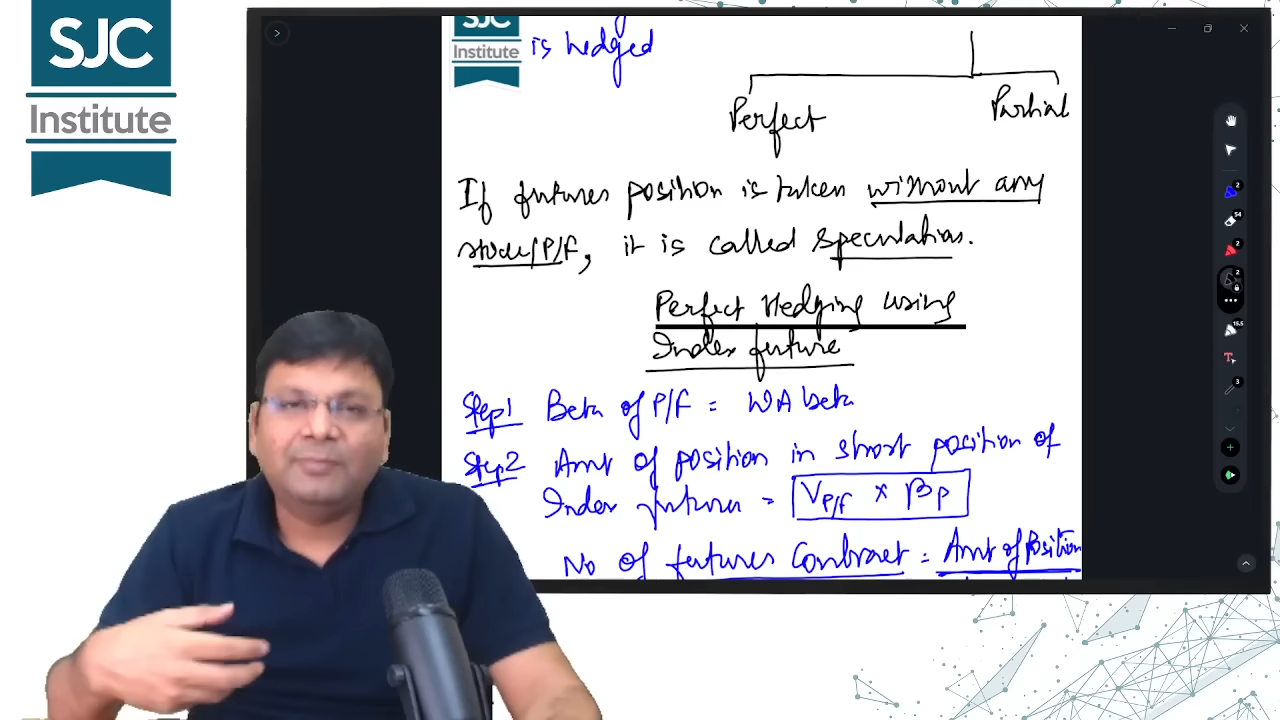 SJC
Institute
SJC
Institute
is hedged
Perfect
Partial
If futures position is taken without any
stock/P/F, it is called speculation.
Perfect Hedging using
Index future
Step1 Beta of P/F = WA beta
Step2 Amt of position in short position of
Index futures = VP/F × βP
No of futures Contract = Amt of Position